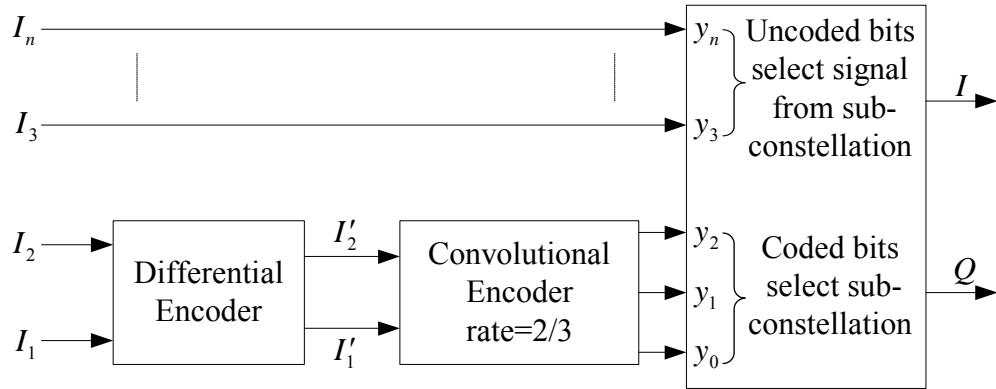 I_n
y_n
Uncoded bits
select signal
from sub-
constellation
I
I_3
y_3
I_2
I_1
Differential
Encoder
I'_2
I'_1
Convolutional
Encoder
rate=2/3
y_2
y_1
y_0
Coded bits
select sub-
constellation
Q